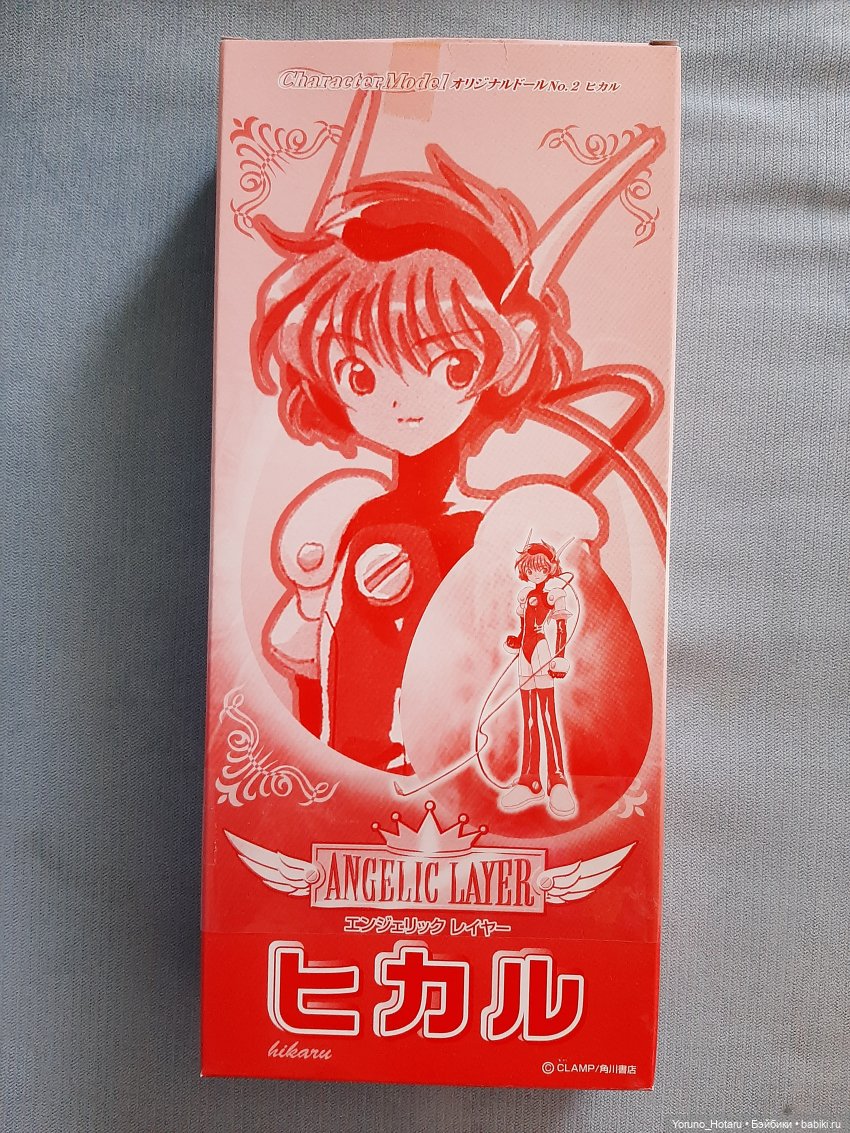 Character Model オリジナルドールNo.2 ヒカル
ANGELIC LAYER
エンジェリック レイヤー
ヒカル
hikaru
©CLAMP/角川書店
Yoruno_Hotaru • Бэйбики • babiki.ru